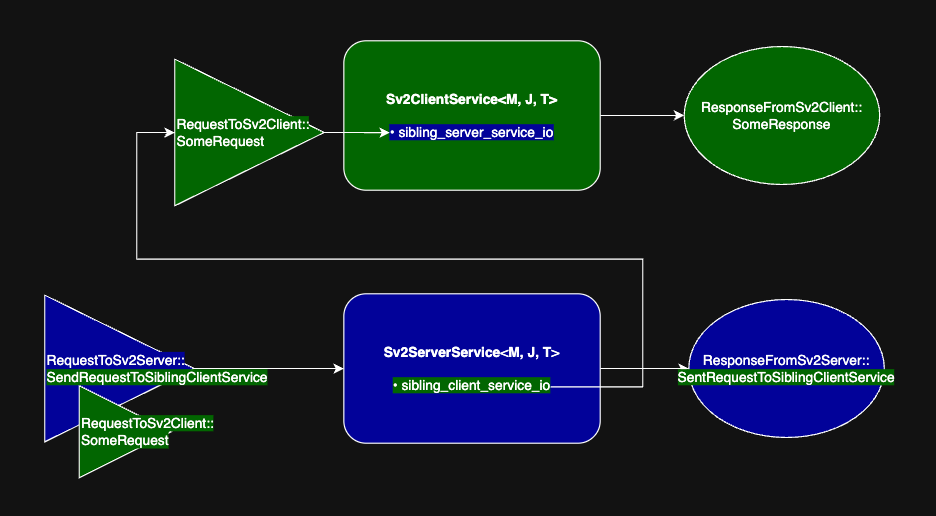 Sv2ClientService<M, J, T>
• sibling_server_service_io
RequestToSv2Client::
SomeRequest
ResponseFromSv2Client::
SomeResponse
RequestToSv2Server::
SendRequestToSiblingClientService
RequestToSv2Client::
SomeRequest
Sv2ServerService<M, J, T>
• sibling_client_service_io
ResponseFromSv2Server::
SentRequestToSiblingClientService